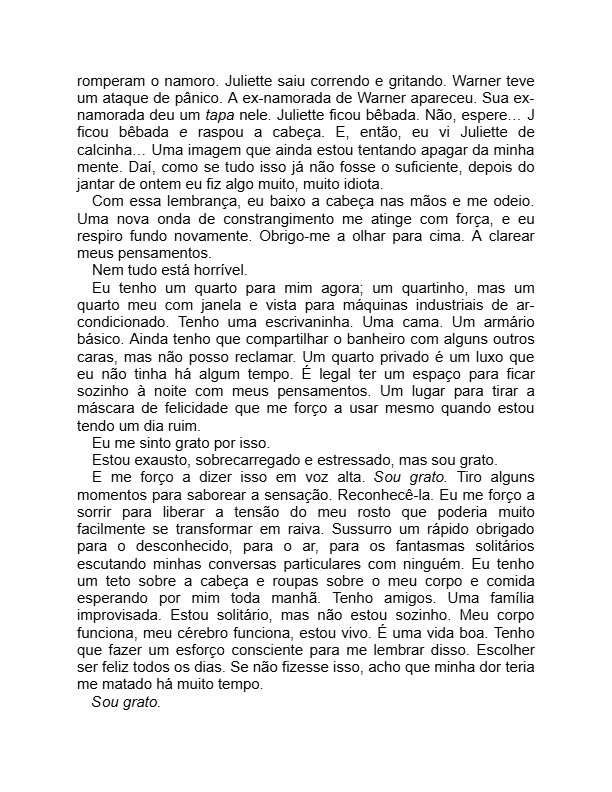 romperam o namoro. Juliette saiu correndo e gritando. Warner teve
um ataque de pânico. A ex-namorada de Warner apareceu. Sua ex-
namorada deu um tapa nele. Juliette ficou bêbada. Não, espere… J
ficou bêbada e raspou a cabeça. E, então, eu vi Juliette de
calcinha… Uma imagem que ainda estou tentando apagar da minha
mente. Daí, como se tudo isso já não fosse o suficiente, depois do
jantar de ontem eu fiz algo muito, muito idiota.
Com essa lembrança, eu baixo a cabeça nas mãos e me odeio.
Uma nova onda de constrangimento me atinge com força, e eu
respiro fundo novamente. Obrigo-me a olhar para cima. A clarear
meus pensamentos.
Nem tudo está horrível.
Eu tenho um quarto para mim agora; um quartinho, mas um
quarto meu com janela e vista para máquinas industriais de ar-
condicionado. Tenho uma escrivaninha. Uma cama. Um armário
básico. Ainda tenho que compartilhar o banheiro com alguns outros
caras, mas não posso reclamar. Um quarto privado é um luxo que
eu não tinha há algum tempo. É legal ter um espaço para ficar
sozinho à noite com meus pensamentos. Um lugar para tirar a
máscara de felicidade que me forço a usar mesmo quando estou
tendo um dia ruim.
Eu me sinto grato por isso.
Estou exausto, sobrecarregado e estressado, mas sou grato.
E me forço a dizer isso em voz alta. Sou grato. Tiro alguns
momentos para saborear a sensação. Reconhecê-la. Eu me forço a
sorrir para liberar a tensão do meu rosto que poderia muito
facilmente se transformar em raiva. Sussurro um rápido obrigado
para o desconhecido, para o ar, para os fantasmas solitários
escutando minhas conversas particulares com ninguém. Eu tenho
um teto sobre a cabeça e roupas sobre o meu corpo e comida
esperando por mim toda manhã. Tenho amigos. Uma família
improvisada. Estou solitário, mas não estou sozinho. Meu corpo
funciona, meu cérebro funciona, estou vivo. É uma vida boa. Tenho
que fazer um esforço consciente para me lembrar disso. Escolher
ser feliz todos os dias. Se não fizesse isso, acho que minha dor teria
me matado há muito tempo.
Sou grato.